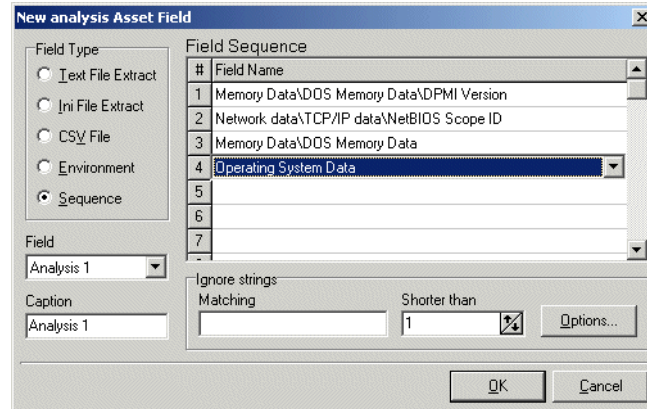 New analysis Asset Field
Field Type
Text File Extract
Ini File Extract
CSV File
Environment
Sequence
Field
Analysis 1
Caption
Analysis 1
Field Sequence
# Field Name
1 Memory Data\DOS Memory Data\DPMI Version
2 Network data\TCP/IP data\NetBIOS Scope ID
3 Memory Data\DOS Memory Data
4 Operating System Data
5
6
7
Ignore strings
Matching
Shorter than
1
Options...
OK
Cancel